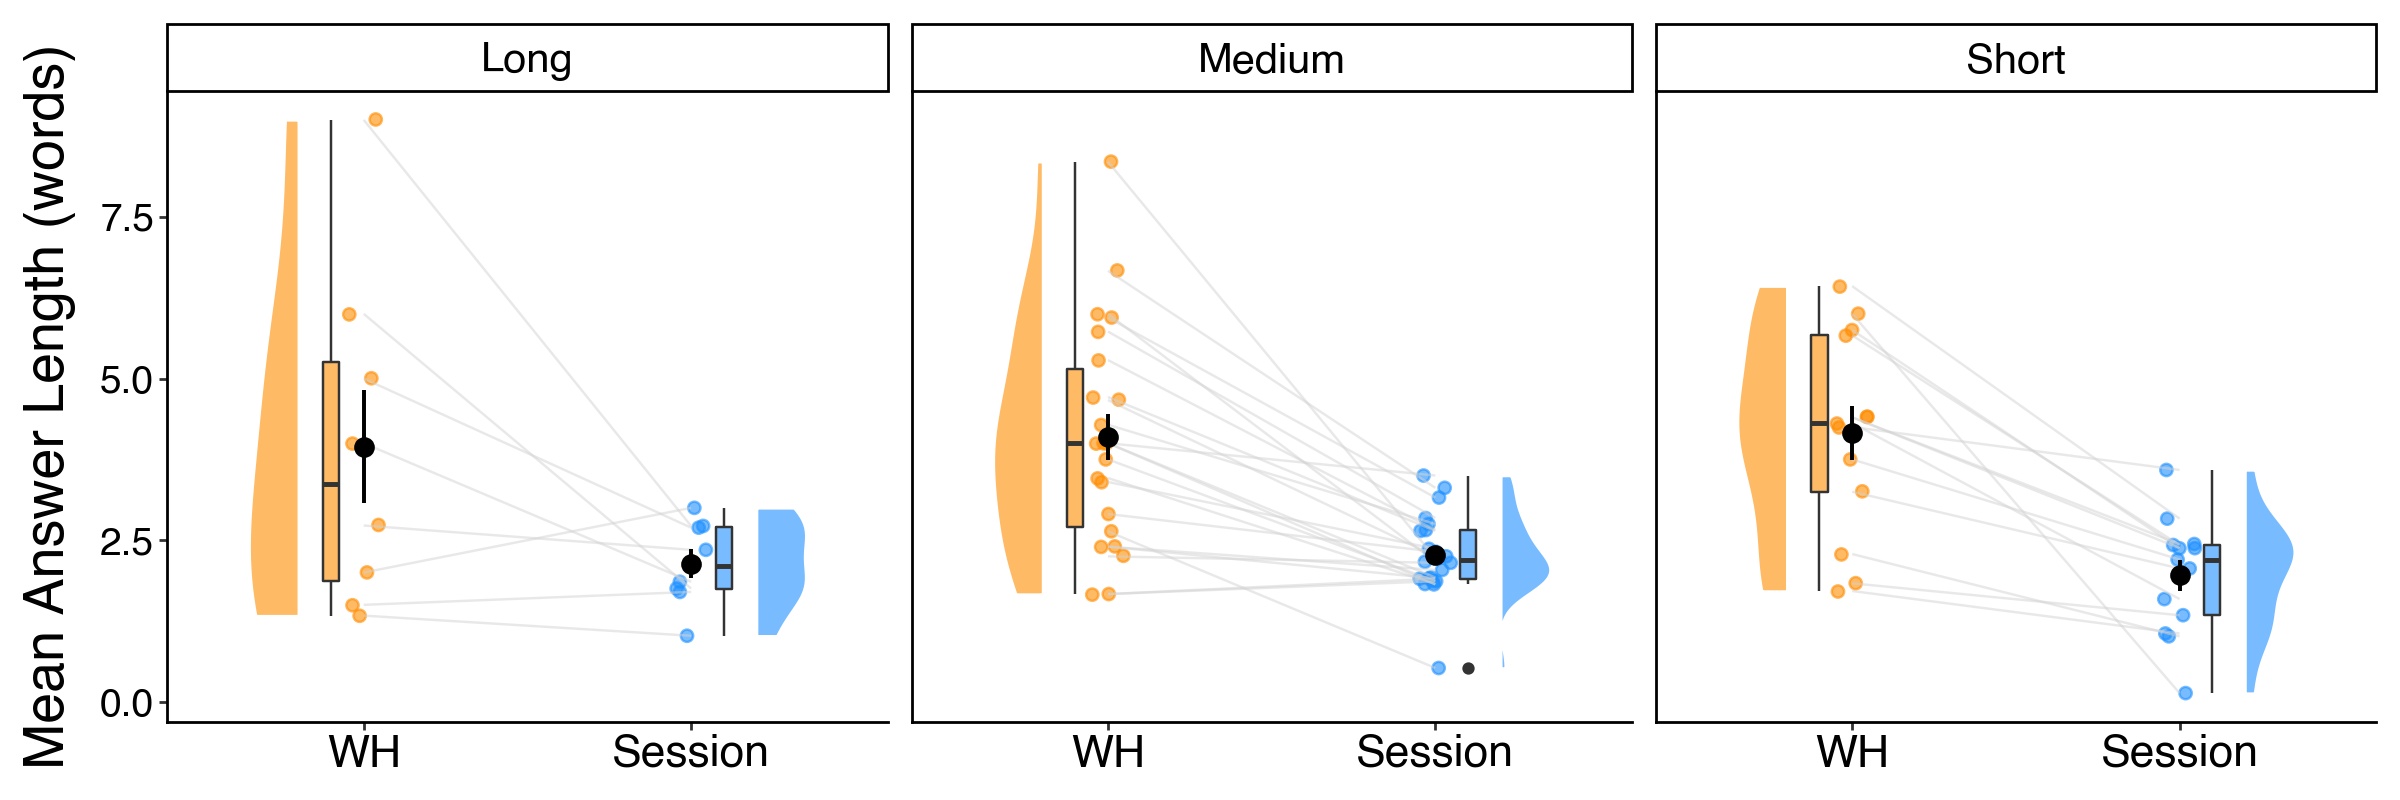 Long
Medium
Short
Mean Answer Length (words)
7.5
5.0
2.5
0.0
WH
Session
WH
Session
WH
Session